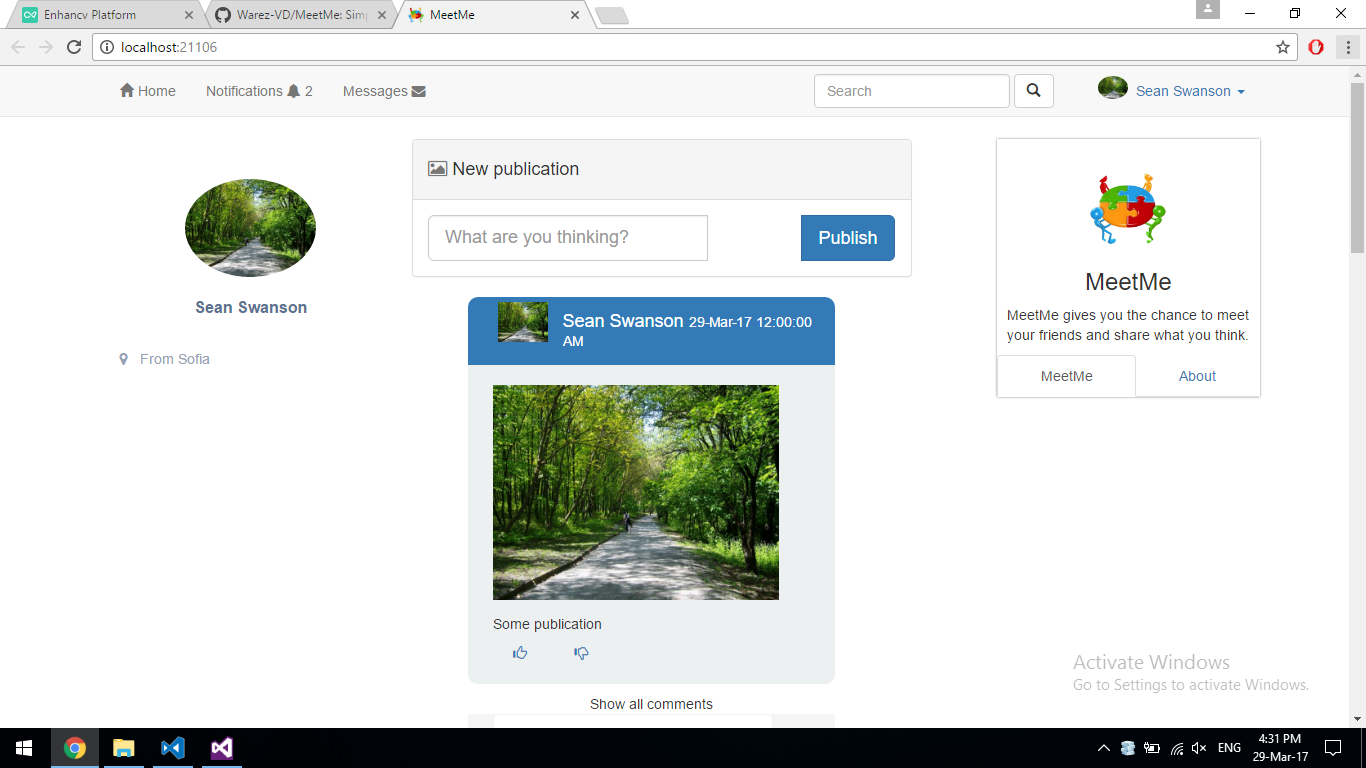 Enhancv Platform
Warez-VD/MeetMe: Sim
MeetMe
localhost:21106
Home
Notifications 2
Messages
Search
Sean Swanson
Sean Swanson
From Sofia
New publication
What are you thinking?
Publish
Sean Swanson 29-Mar-17 12:00:00
AM
Some publication
Show all comments
MeetMe
MeetMe gives you the chance to meet
your friends and share what you think.
MeetMe
About
Activate Windows
Go to Settings to activate Windows.
ENG
4:31 PM
29-Mar-17